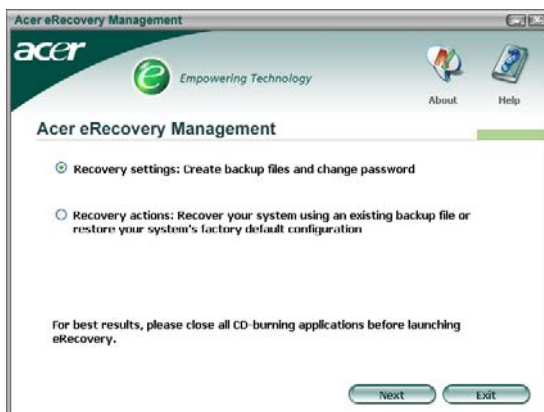 Acer eRecovery Management
acer
Empowering Technology
About
Help
Acer eRecovery Management
Recovery settings: Create backup files and change password
Recovery actions: Recover your system using an existing backup file or
restore your system's factory default configuration
For best results, please close all CD-burning applications before launching
eRecovery.
Next
Exit